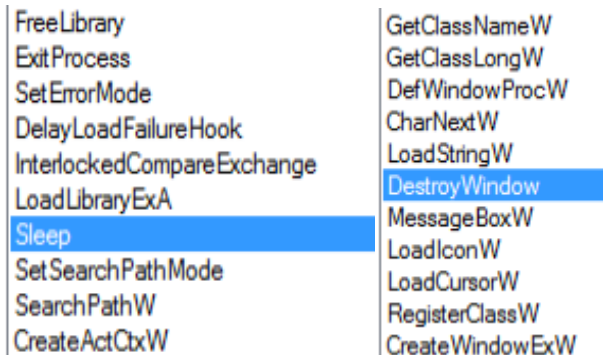 FreeLibrary
ExitProcess
SetErrorMode
DelayLoadFailureHook
InterlockedCompareExchange
LoadLibraryExA
Sleep
SetSearchPathMode
SearchPathW
CreateActCtxW
GetClassNameW
GetClassLongW
DefWindowProcW
CharNextW
LoadStringW
DestroyWindow
MessageBoxW
LoadIconW
LoadCursorW
RegisterClassW
CreateWindowExW